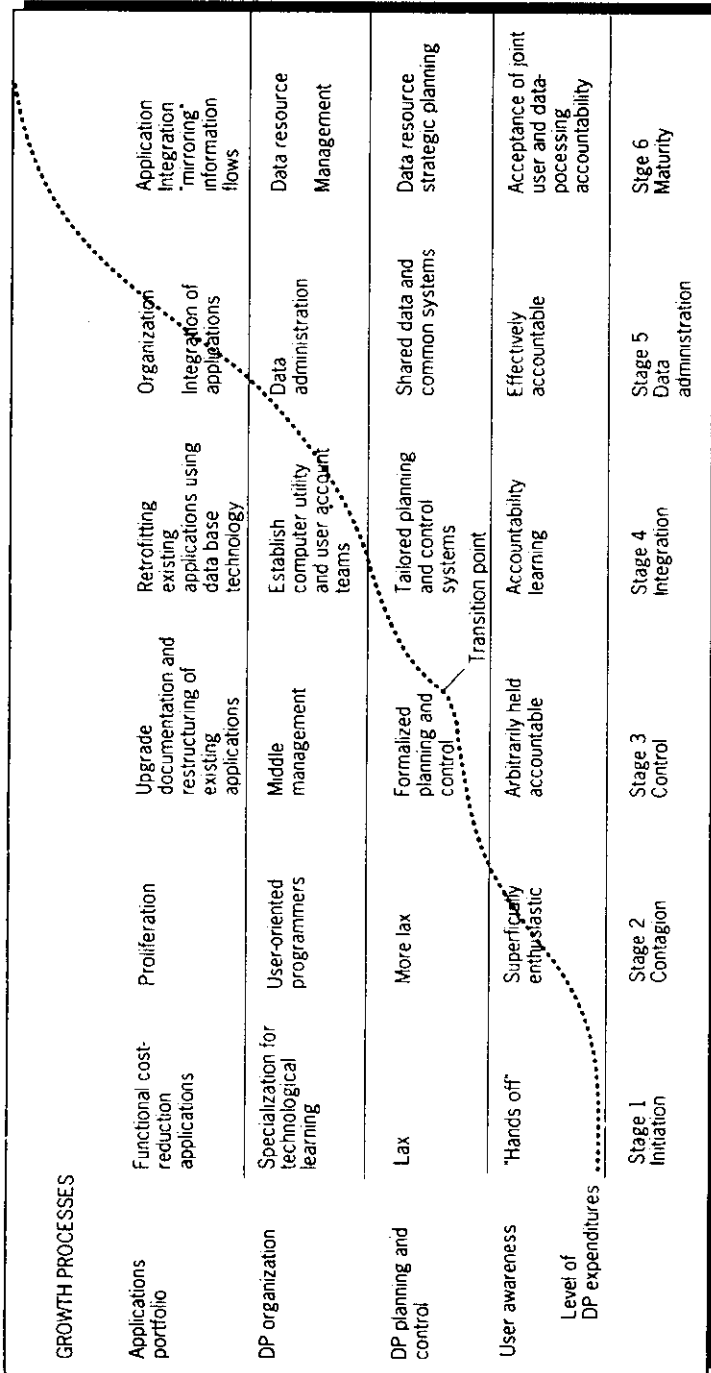 GROWTH PROCESSES
Applications
portfolio
Functional cost-
reduction
applications
Proliferation
Upgrade
documentation and
restructuring of
existing
applications
Retrofitting
existing
applications using
data base
technology
Organization
Integration of
applications
Application
Integration
"mirroring"
information
flows
DP organization
Specialization for
technological
learning
User-oriented
programmers
Middle
management
Establish
computer utility
and user account
teams
Data
administration
Data resource
Management
DP planning and
control
Lax
More lax
Formalized
planning and
control
Tailored planning
and control
systems
Shared data and
common systems
Data resource
strategic planning
Transition point
User awareness
"Hands off"
Superficially
enthusiastic
Arbitrarily held
accountable
Accountability
learning
Effectively
accountable
Acceptance of joint
user and data-
pocessing
accountability
Level of
DP expenditures
Stage 1
Initiation
Stage 2
Contagion
Stage 3
Control
Stage 4
Integration
Stage 5
Data
administration
Stge 6
Maturity